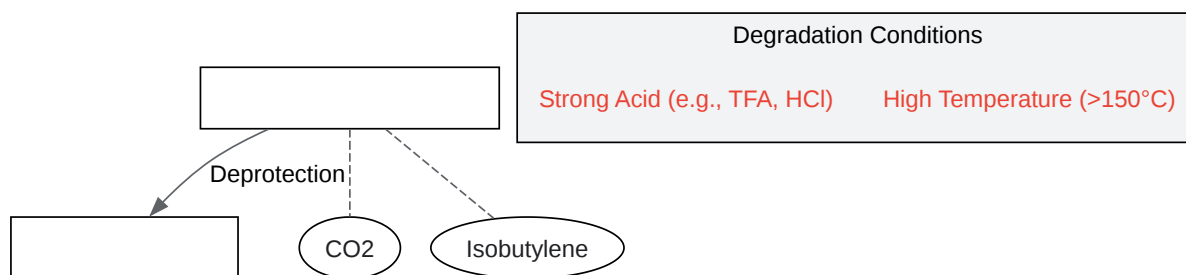 Degradation Conditions
Strong Acid (e.g., TFA, HCl) High Temperature (>150°C)
Deprotection
CO2 Isobutylene